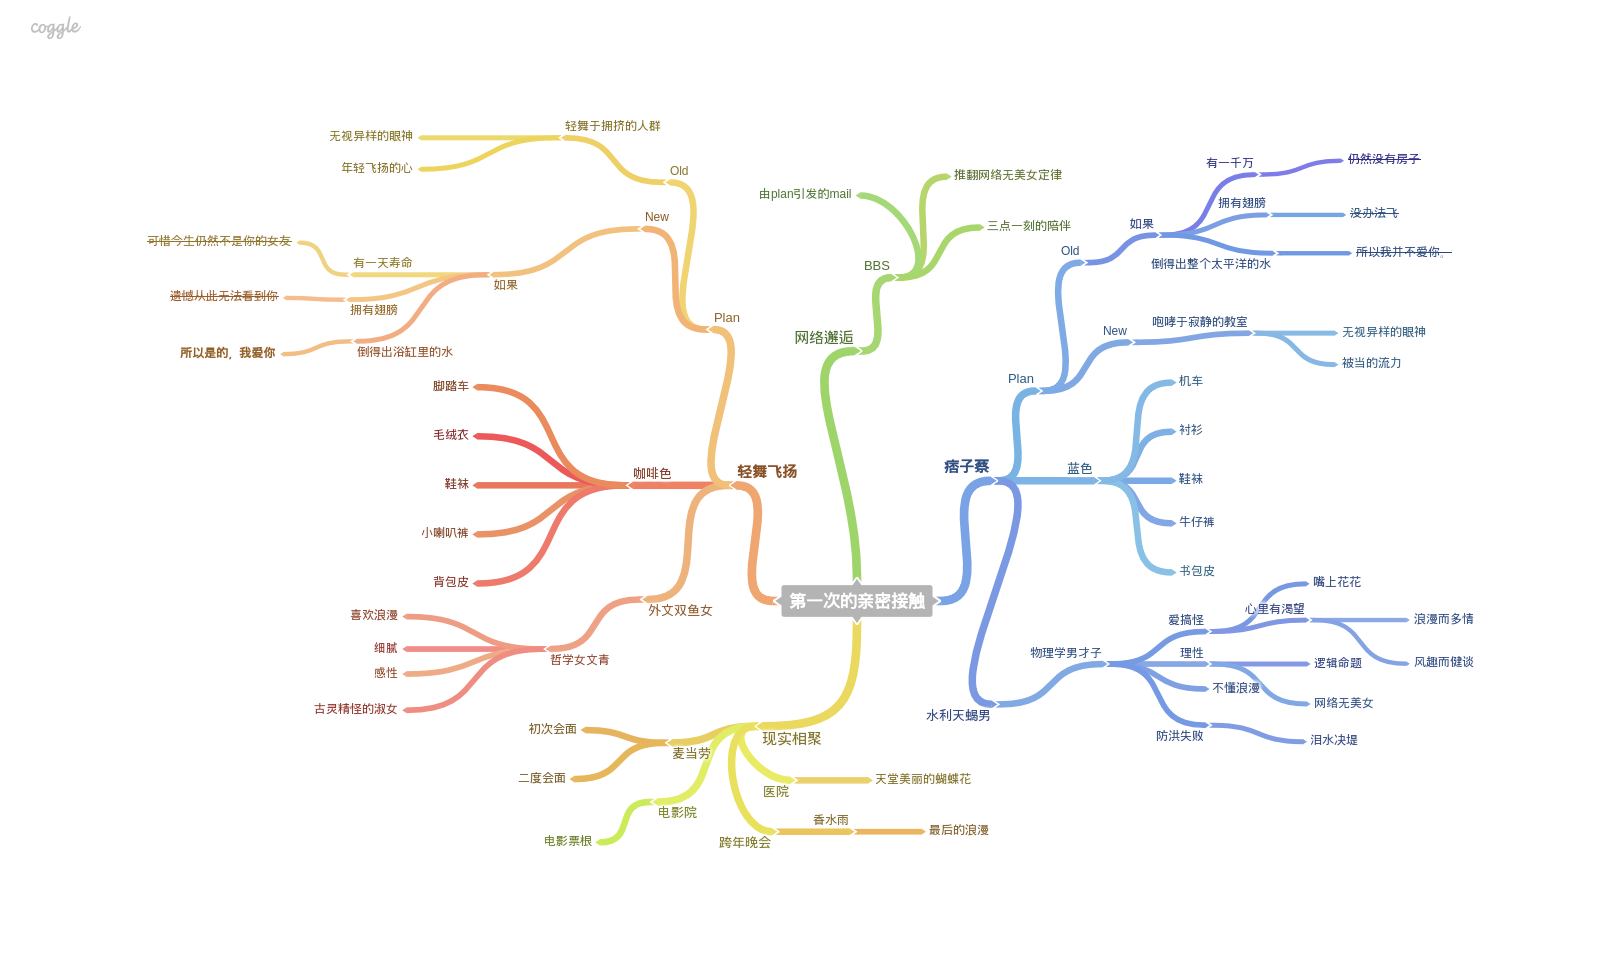 coggle
第一次的亲密接触
轻舞飞扬
Plan
Old
轻舞于拥挤的人群
无视异样的眼神
年轻飞扬的心
New
如果
有一天寿命
可惜今生仍然不是你的女友
拥有翅膀
遗憾从此无法看到你
倒得出浴缸里的水
所以是的，我爱你
咖啡色
脚踏车
毛绒衣
鞋袜
小喇叭裤
背包皮
外文双鱼女
哲学女文青
喜欢浪漫
细腻
感性
古灵精怪的淑女
网络邂逅
BBS
由plan引发的mail
推翻网络无美女定律
三点一刻的陪伴
痞子蔡
Plan
Old
如果
有一千万
仍然没有房子
拥有翅膀
没办法飞
倒得出整个太平洋的水
所以我并不爱你。
New
咆哮于寂静的教室
无视异样的眼神
被当的流力
蓝色
机车
衬衫
鞋袜
牛仔裤
书包皮
水利天蝎男
物理学男才子
爱搞怪
嘴上花花
心里有渴望
浪漫而多情
风趣而健谈
理性
逻辑命题
网络无美女
不懂浪漫
防洪失败
泪水决堤
现实相聚
麦当劳
初次会面
二度会面
电影院
电影票根
医院
天堂美丽的蝴蝶花
跨年晚会
香水雨
最后的浪漫